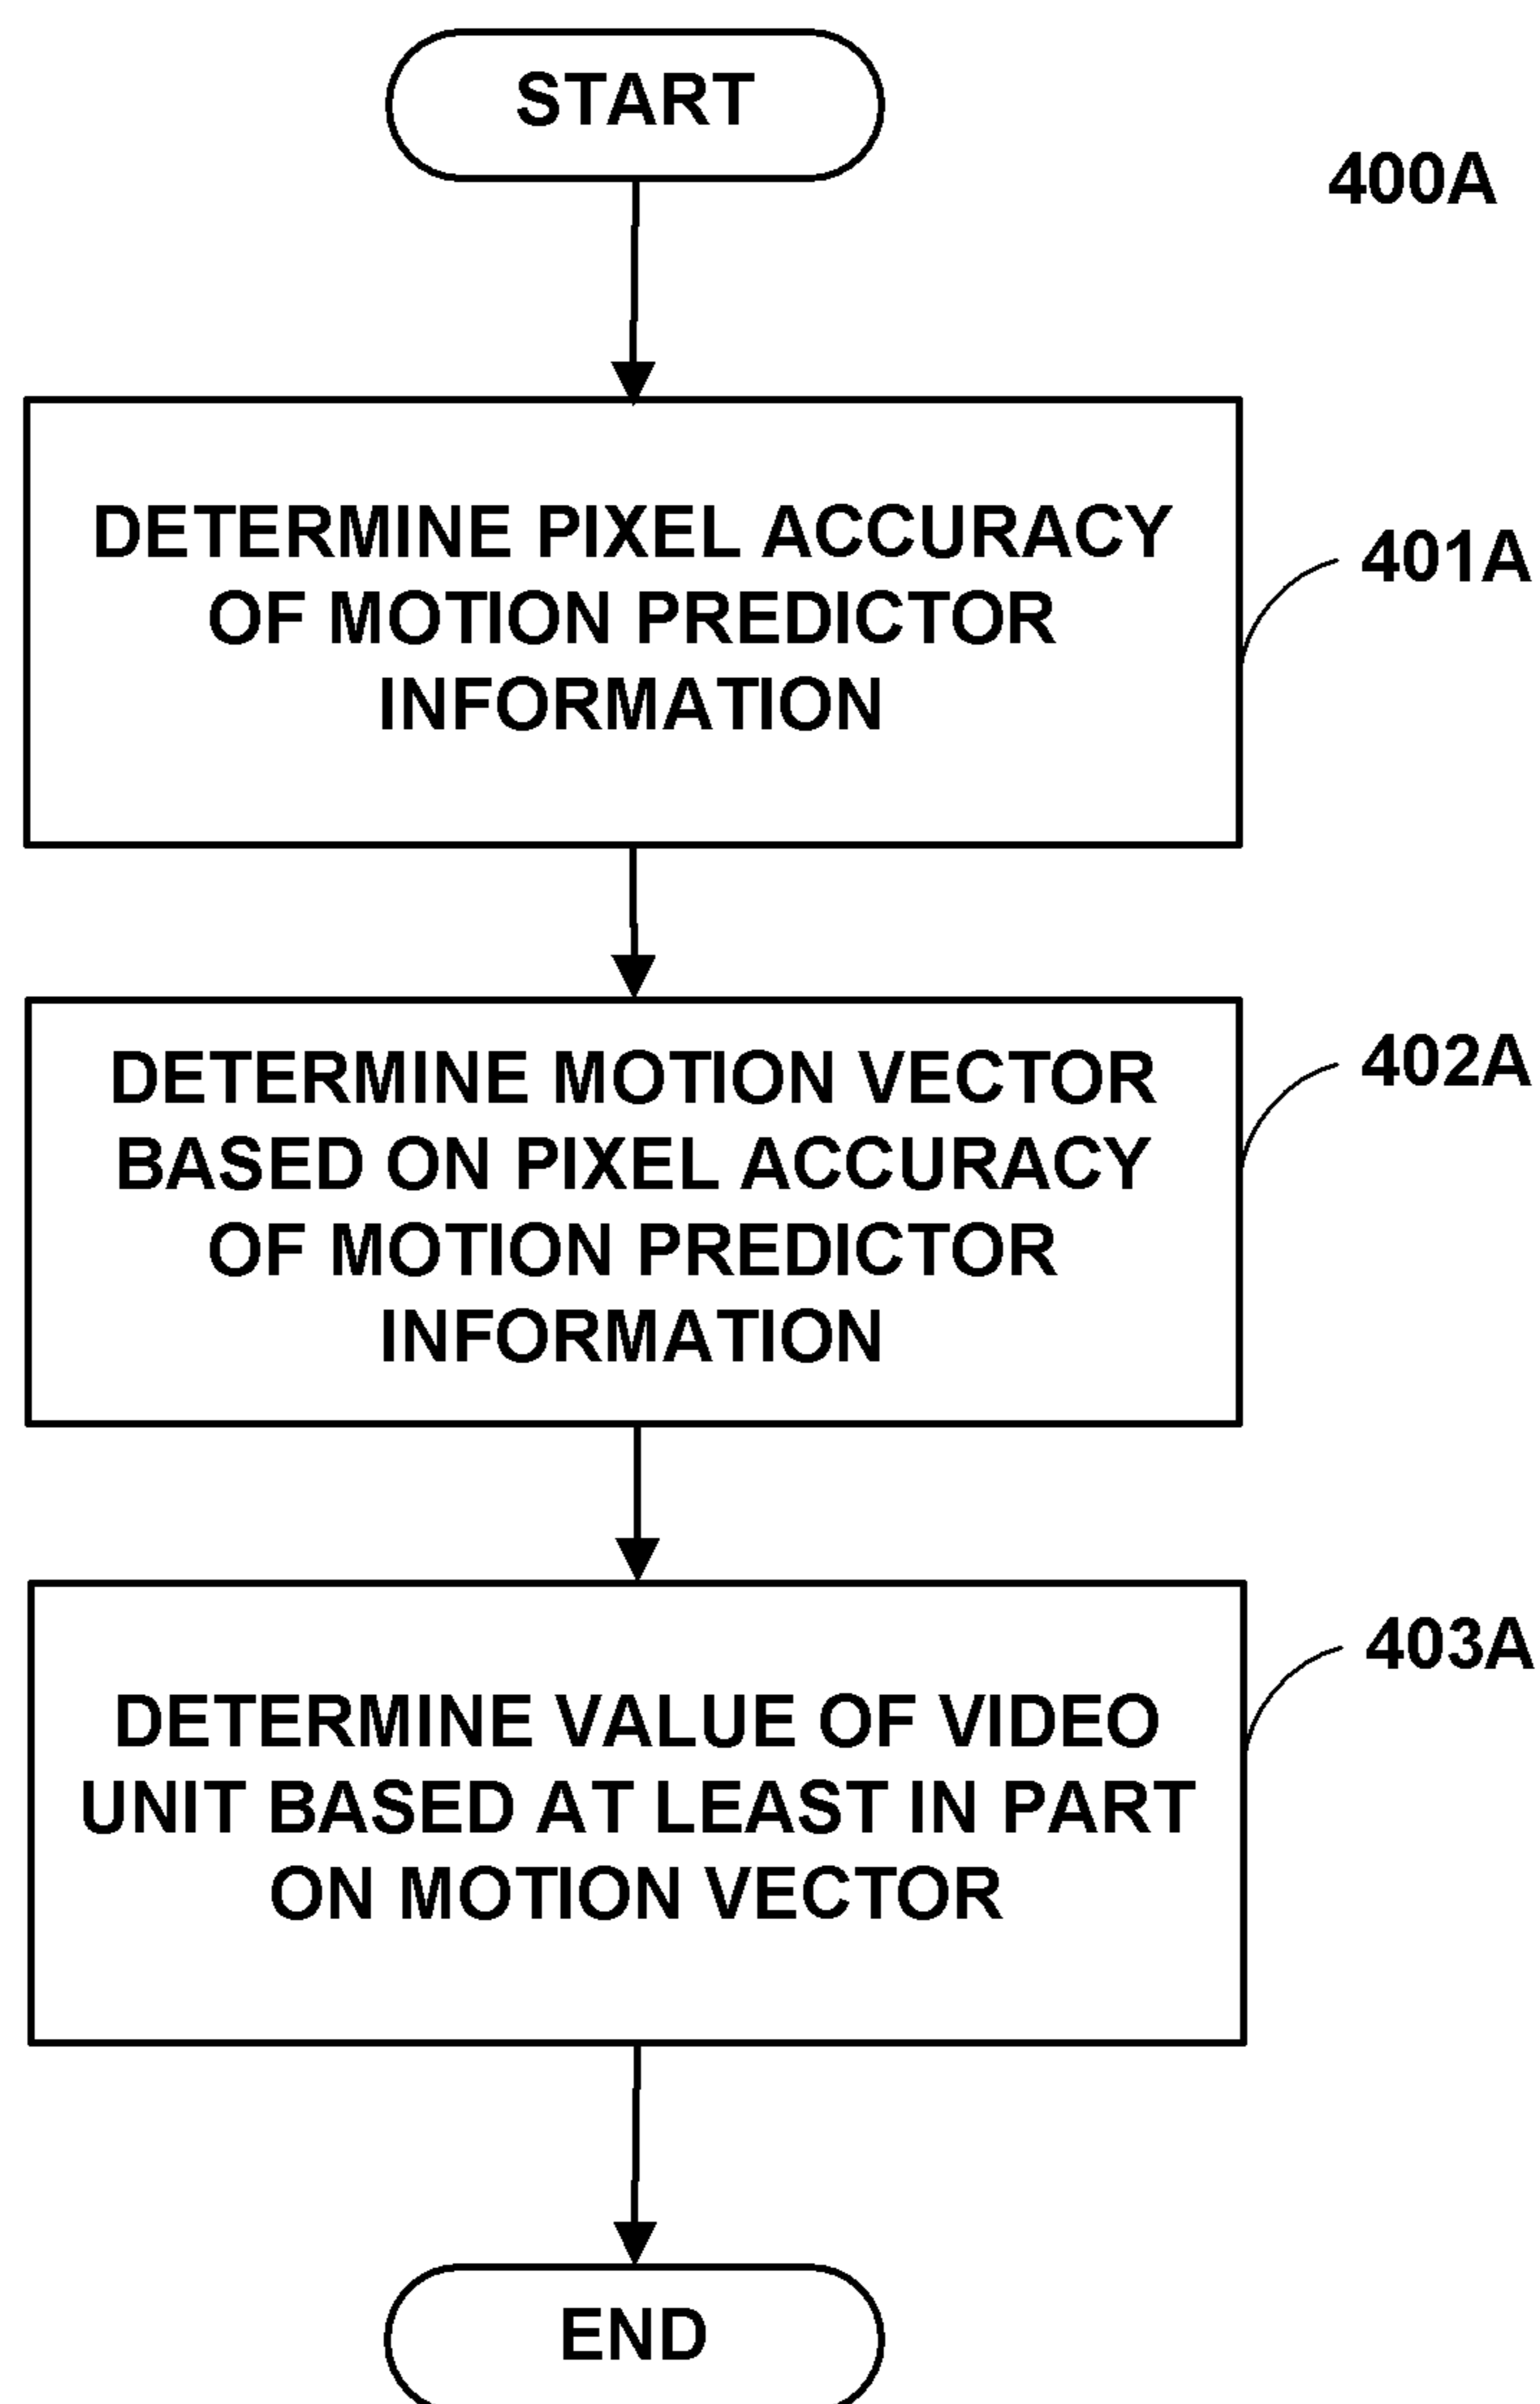 START
400A
DETERMINE PIXEL ACCURACY
OF MOTION PREDICTOR
INFORMATION
401A
DETERMINE MOTION VECTOR
BASED ON PIXEL ACCURACY
OF MOTION PREDICTOR
INFORMATION
402A
DETERMINE VALUE OF VIDEO
UNIT BASED AT LEAST IN PART
ON MOTION VECTOR
403A
END